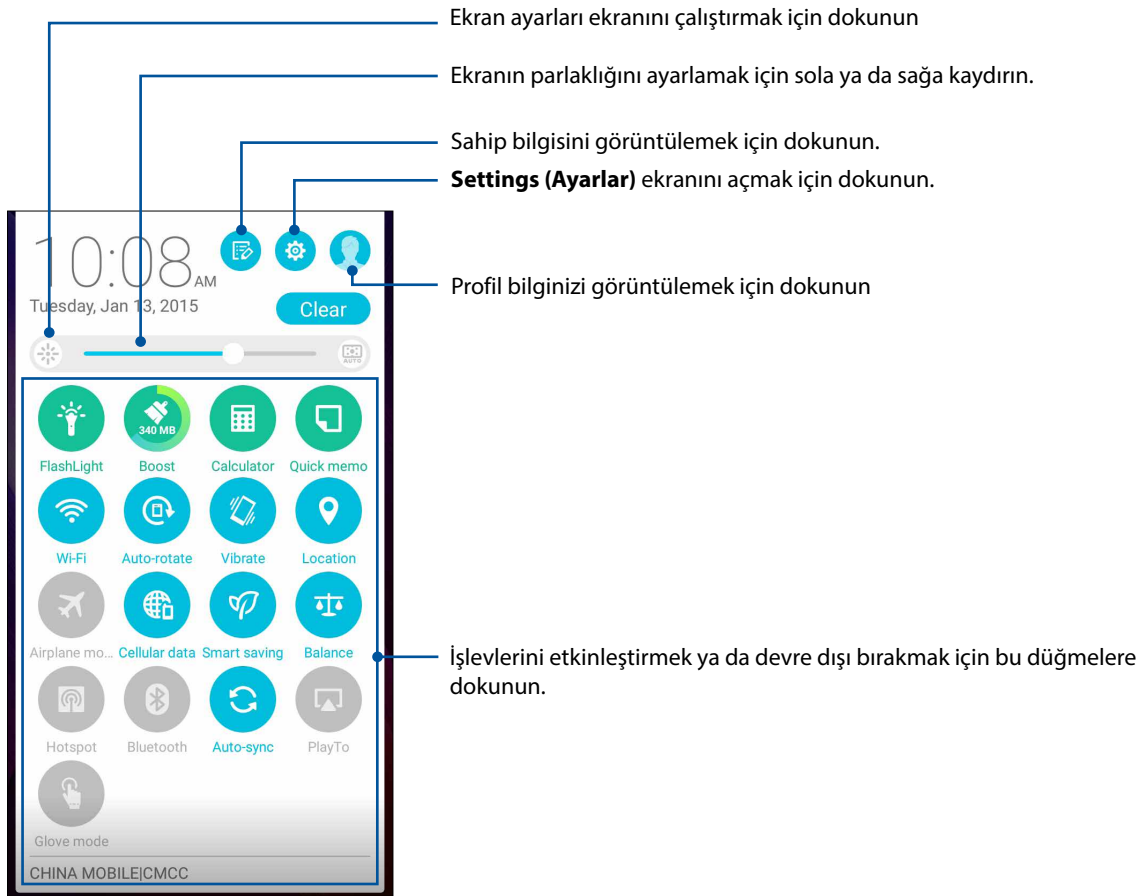 Ekran ayarları ekranını çalıştırmak için dokunun
Ekranın parlaklığını ayarlamak için sola ya da sağa kaydırın.
Sahip bilgisini görüntülemek için dokunun.
Settings (Ayarlar) ekranını açmak için dokunun.
10:08 AM
Tuesday, Jan 13, 2015
Clear
Profil bilginizi görüntülemek için dokunun
AUTO
340 MB
FlashLight Boost Calculator Quick memo
Wi-Fi Auto-rotate Vibrate Location
Airplane mo... Cellular data Smart saving Balance
İşlevlerini etkinleştirmek ya da devre dışı bırakmak için bu düğmelere
dokunun.
Hotspot Bluetooth Auto-sync PlayTo
Glove mode
CHINA MOBILE|CMCC